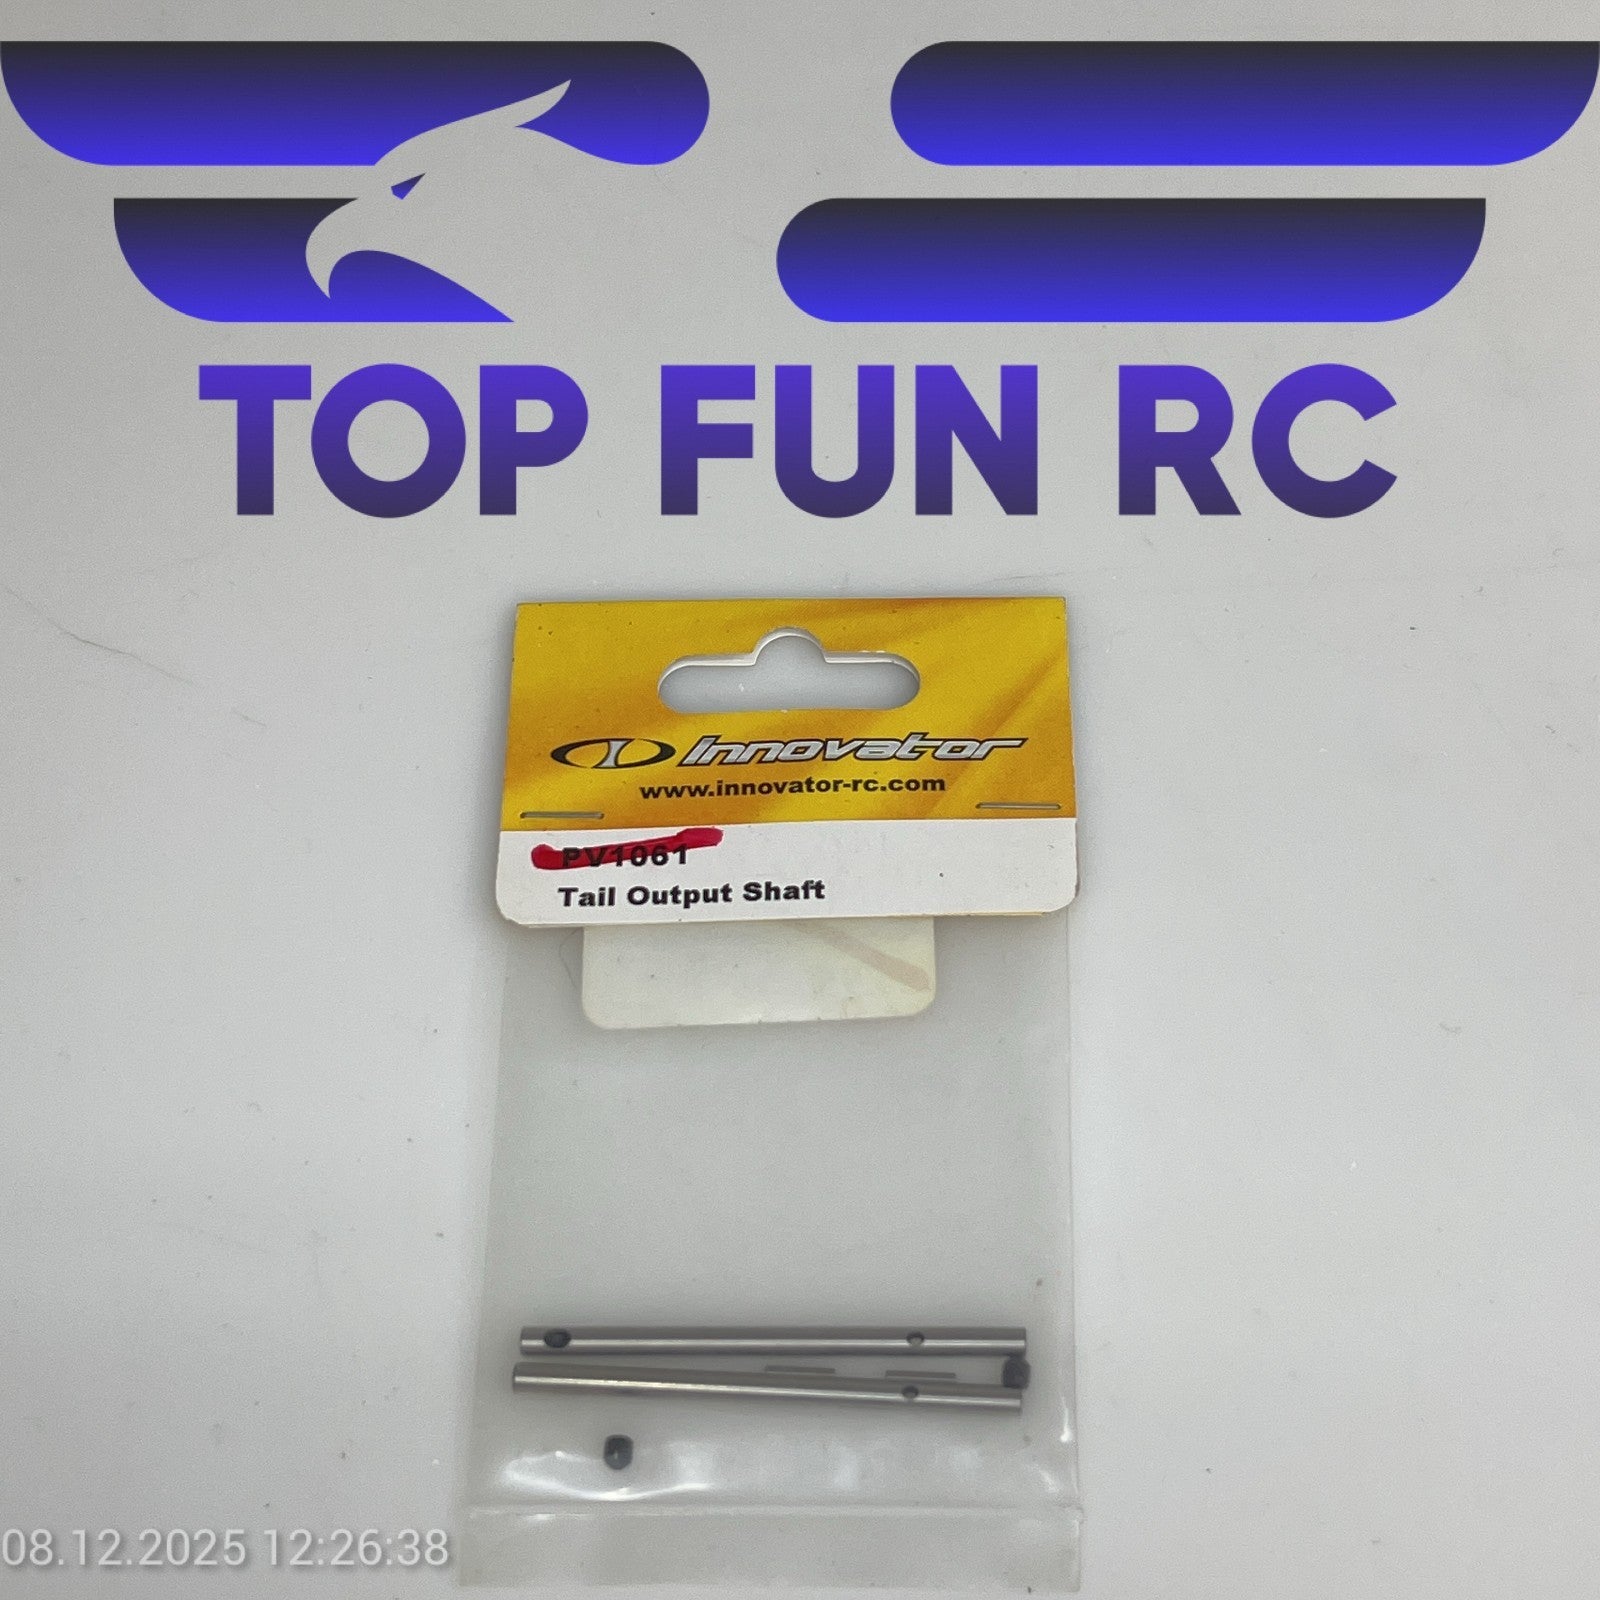 TOP FUN RC
Innovator
www.innovator-rc.com
PV1061
Tail Output Shaft
08.12.2025 12:26:38